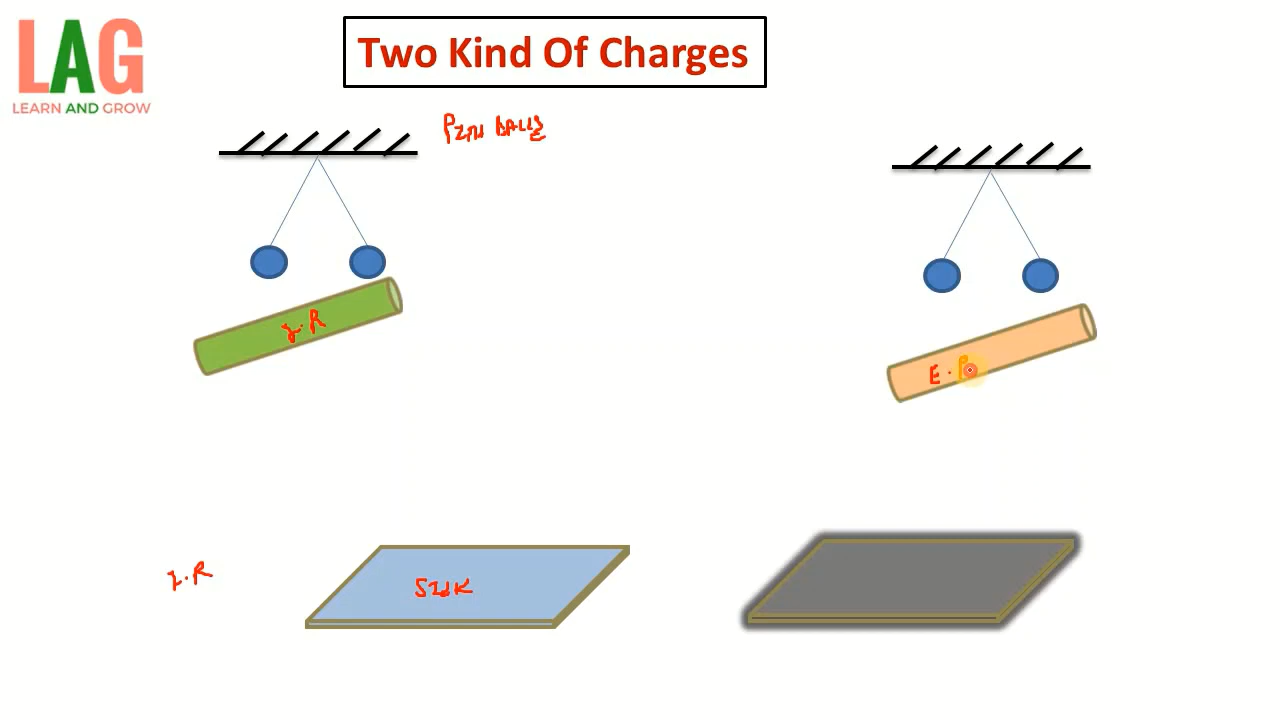 LAG
LEARN AND GROW
Two Kind Of Charges
PITH BALLS
G.R
E.
G.R
SILK